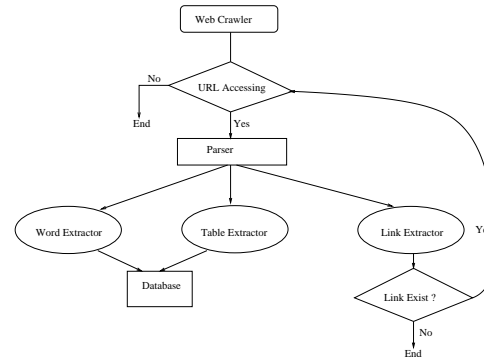 Web Crawler
URL Accessing
No
End
Yes
Parser
Word Extractor
Table Extractor
Link Extractor
Database
Link Exist ?
No
End